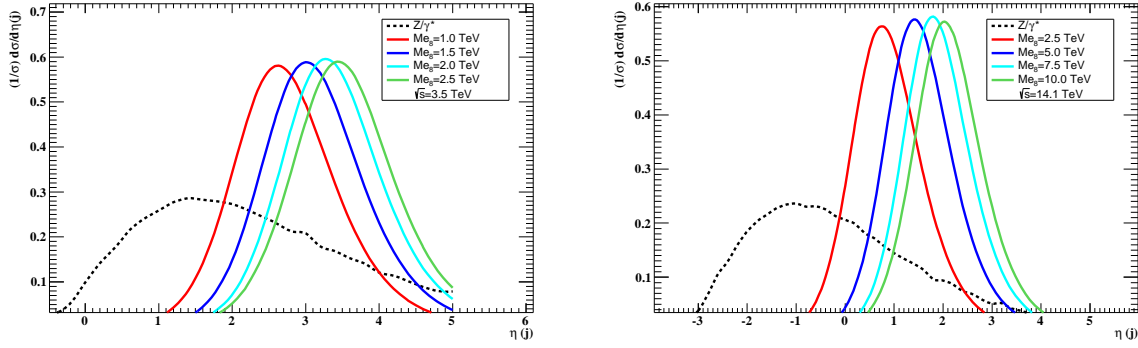 (1/σ) dσ/dη(j)
0.7
0.6
0.5
0.4
0.3
0.2
0.1
0 1 2 3 4 5 6
η (j)
Z/γ*
Me₈=1.0 TeV
Me₈=1.5 TeV
Me₈=2.0 TeV
Me₈=2.5 TeV
√s=3.5 TeV
(1/σ) dσ/dη(j)
0.6
0.5
0.4
0.3
0.2
0.1
-3 -2 -1 0 1 2 3 4 5 6
η (j)
Z/γ*
Me₈=2.5 TeV
Me₈=5.0 TeV
Me₈=7.5 TeV
Me₈=10.0 TeV
√s=14.1 TeV